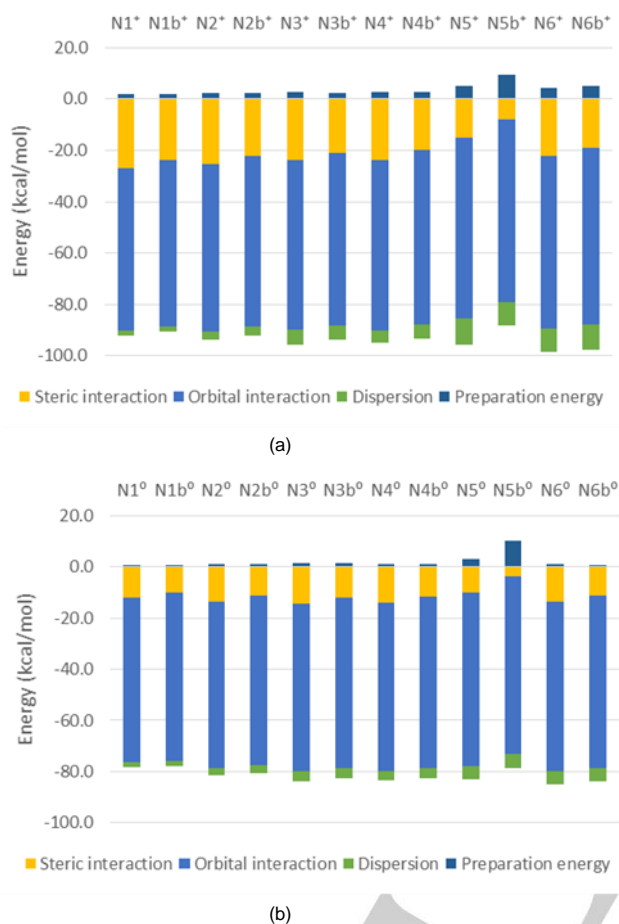 N1⁺ N1b⁺ N2⁺ N2b⁺ N3⁺ N3b⁺ N4⁺ N4b⁺ N5⁺ N5b⁺ N6⁺ N6b⁺
20.0
0.0
-20.0
-40.0
-60.0
-80.0
-100.0
Energy (kcal/mol)
Steric interaction Orbital interaction Dispersion Preparation energy
(a)
N1⁰ N1b⁰ N2⁰ N2b⁰ N3⁰ N3b⁰ N4⁰ N4b⁰ N5⁰ N5b⁰ N6⁰ N6b⁰
20.0
0.0
-20.0
-40.0
-60.0
-80.0
-100.0
Energy (kcal/mol)
Steric interaction Orbital interaction Dispersion Preparation energy
(b)